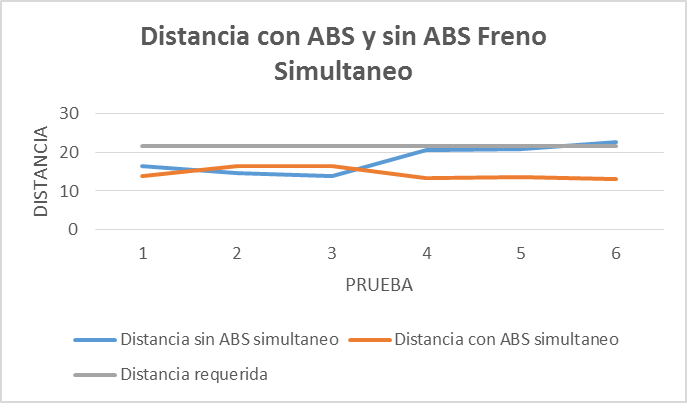 Distancia con ABS y sin ABS Freno
Simultaneo
30
20
10
0
DISTANCIA
1 2 3 4 5 6
PRUEBA
Distancia sin ABS simultaneo Distancia con ABS simultaneo
Distancia requerida